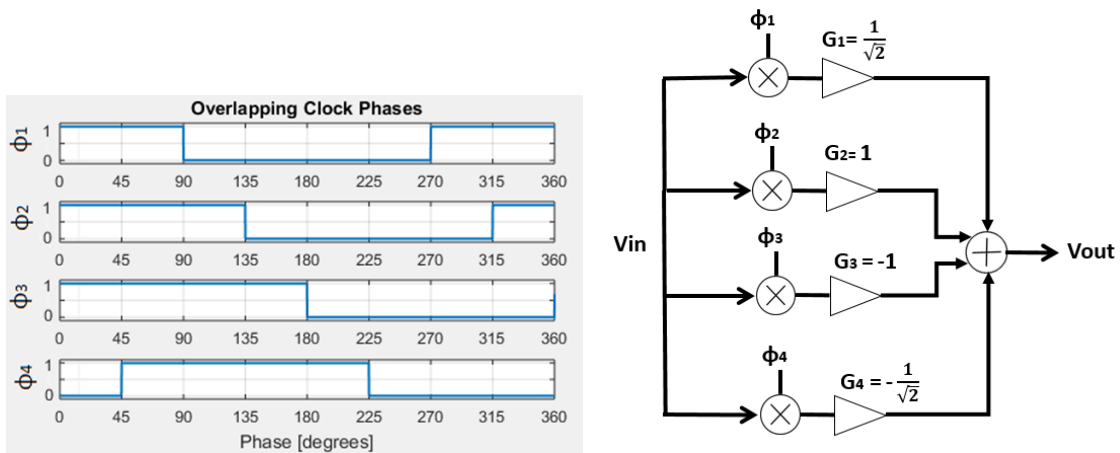 Overlapping Clock Phases
ϕ1
1
0
0 45 90 135 180 225 270 315 360
ϕ2
1
0
0 45 90 135 180 225 270 315 360
ϕ3
1
0
0 45 90 135 180 225 270 315 360
ϕ4
1
0
0 45 90 135 180 225 270 315 360
Phase [degrees]
ϕ1
G1= 1/√2
ϕ2
G2= 1
Vin
ϕ3
G3 = -1
Vout
ϕ4
G4 = - 1/√2